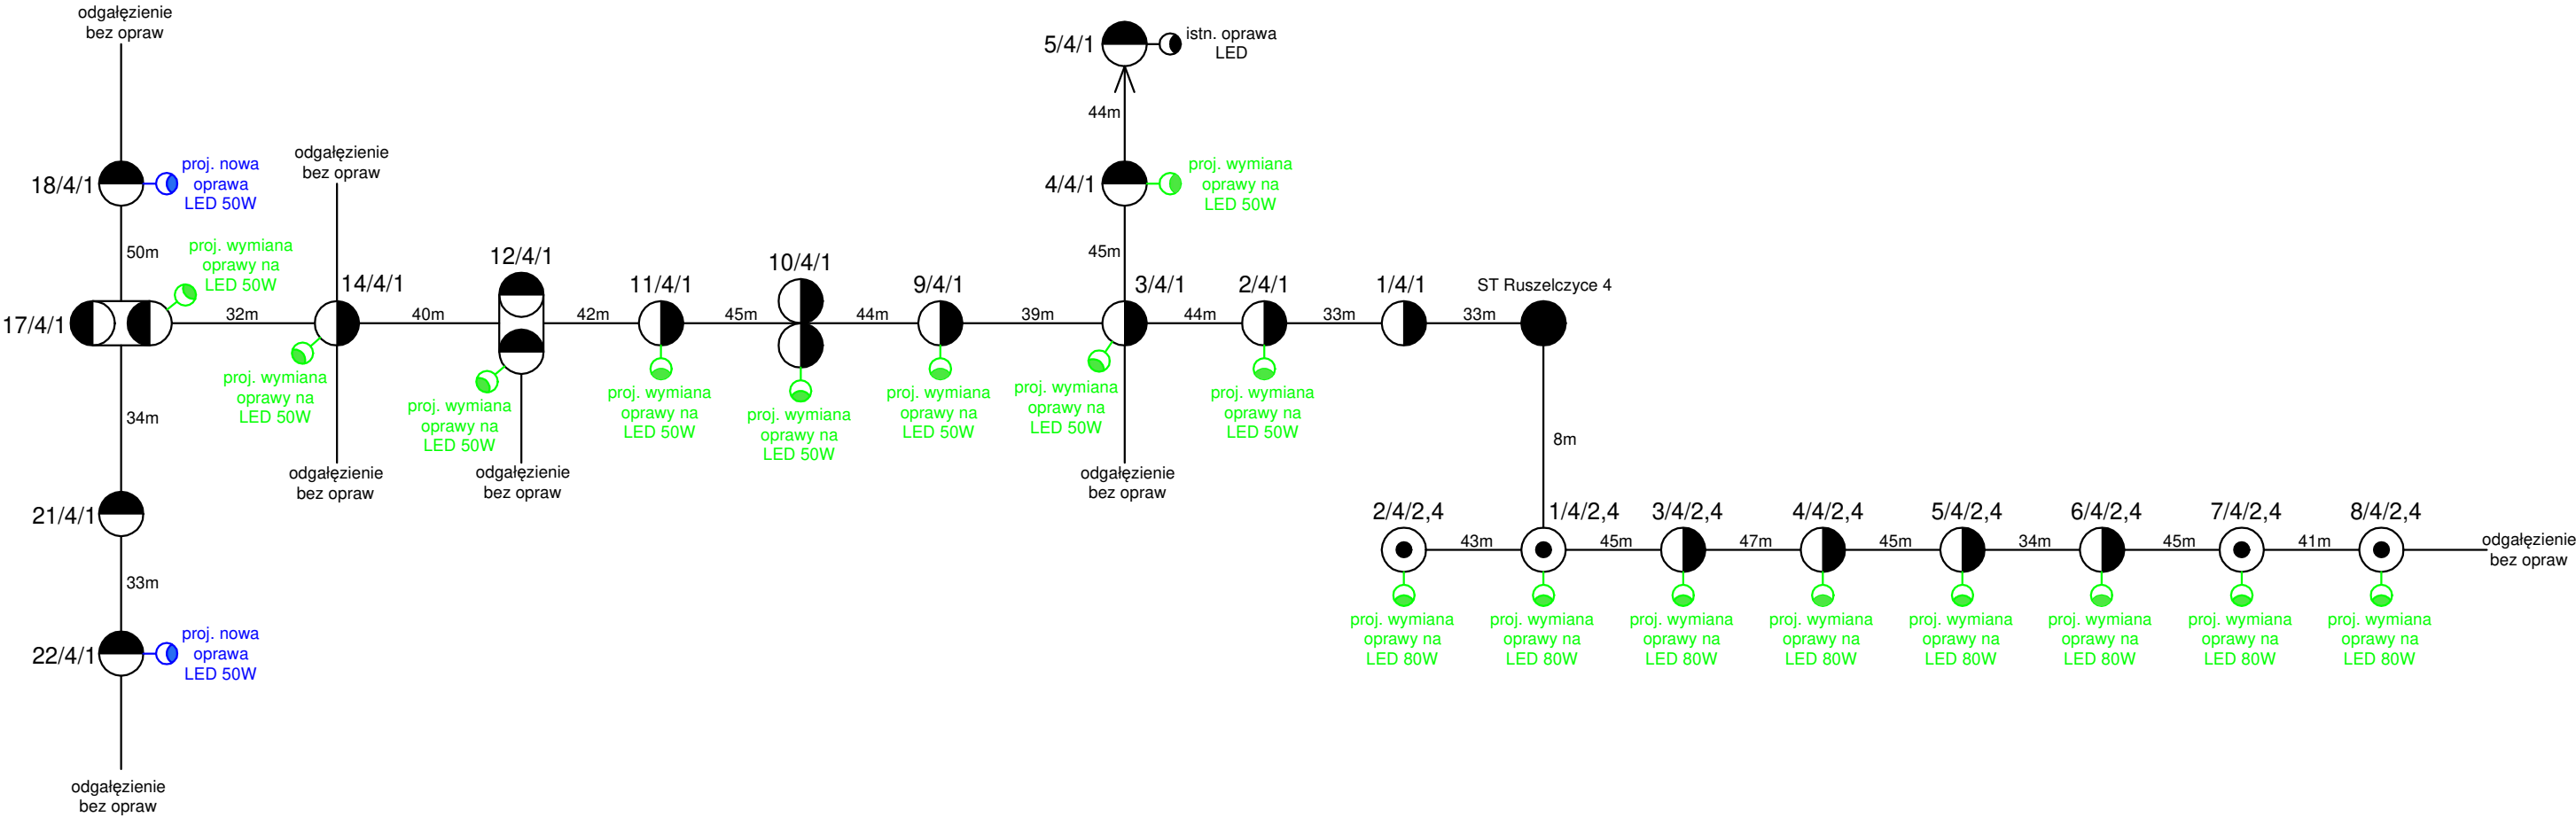 odgałęzienie
bez opraw
5/4/1
istn. oprawa
LED
44m
18/4/1
proj. nowa
oprawa
LED 50W
odgałęzienie
bez opraw
4/4/1
proj. wymiana
oprawy na
LED 50W
50m
proj. wymiana
oprawy na
LED 50W
45m
17/4/1
32m
14/4/1
40m
12/4/1
42m
11/4/1
45m
10/4/1
44m
9/4/1
39m
3/4/1
44m
2/4/1
33m
1/4/1
33m
ST Ruszelczyce 4
proj. wymiana
oprawy na
LED 50W
proj. wymiana
oprawy na
LED 50W
proj. wymiana
oprawy na
LED 50W
proj. wymiana
oprawy na
LED 50W
proj. wymiana
oprawy na
LED 50W
proj. wymiana
oprawy na
LED 50W
proj. wymiana
oprawy na
LED 50W
34m
8m
odgałęzienie
bez opraw
odgałęzienie
bez opraw
odgałęzienie
bez opraw
21/4/1
33m
22/4/1
proj. nowa
oprawa
LED 50W
odgałęzienie
bez opraw
2/4/2,4
43m
1/4/2,4
45m
3/4/2,4
47m
4/4/2,4
45m
5/4/2,4
34m
6/4/2,4
45m
7/4/2,4
41m
8/4/2,4
odgałęzienie
bez opraw
proj. wymiana
oprawy na
LED 80W
proj. wymiana
oprawy na
LED 80W
proj. wymiana
oprawy na
LED 80W
proj. wymiana
oprawy na
LED 80W
proj. wymiana
oprawy na
LED 80W
proj. wymiana
oprawy na
LED 80W
proj. wymiana
oprawy na
LED 80W
proj. wymiana
oprawy na
LED 80W